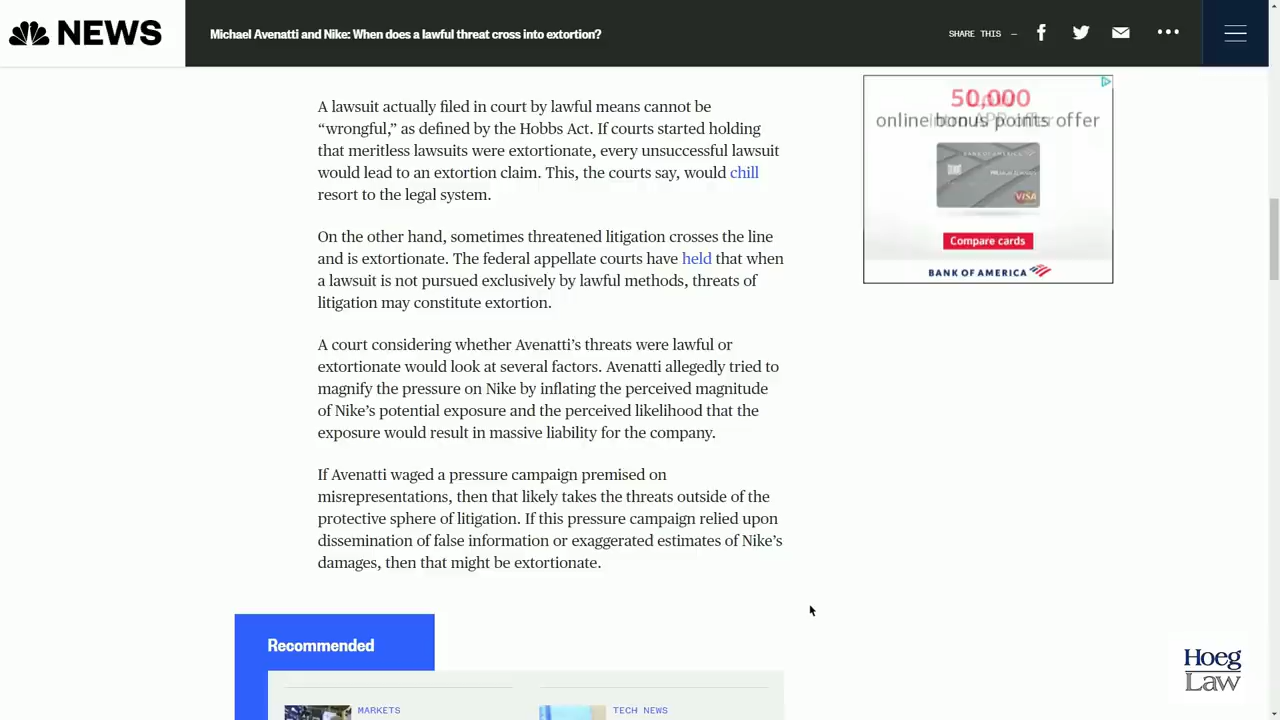 NEWS
Michael Avenatti and Nike: When does a lawful threat cross into extortion?
SHARE THIS —
A lawsuit actually filed in court by lawful means cannot be
“wrongful,” as defined by the Hobbs Act. If courts started holding
that meritless lawsuits were extortionate, every unsuccessful lawsuit
would lead to an extortion claim. This, the courts say, would chill
resort to the legal system.
On the other hand, sometimes threatened litigation crosses the line
and is extortionate. The federal appellate courts have held that when
a lawsuit is not pursued exclusively by lawful methods, threats of
litigation may constitute extortion.
A court considering whether Avenatti’s threats were lawful or
extortionate would look at several factors. Avenatti allegedly tried to
magnify the pressure on Nike by inflating the perceived magnitude
of Nike’s potential exposure and the perceived likelihood that the
exposure would result in massive liability for the company.
If Avenatti waged a pressure campaign premised on
misrepresentations, then that likely takes the threats outside of the
protective sphere of litigation. If this pressure campaign relied upon
dissemination of false information or exaggerated estimates of Nike’s
damages, then that might be extortionate.
50,000
online bonus points offer
BANK OF AMERICA
VISA
Compare cards
BANK OF AMERICA
Recommended
MARKETS
TECH NEWS
Hoeg
Law